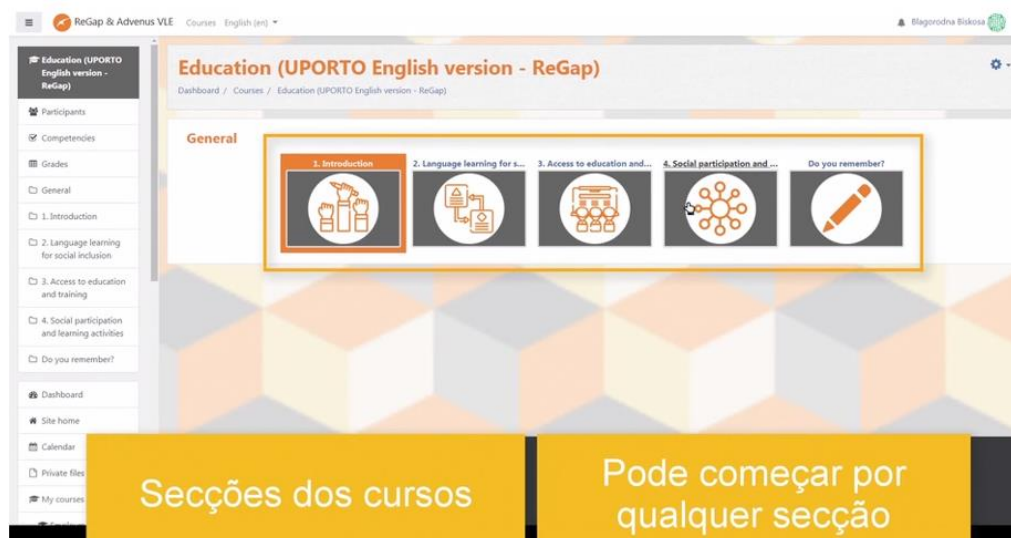 ReGap & Advenus VLE
Courses
English (en)
Blagorodna Biskosa
Education (UPORTO
English version -
ReGap)
Participants
Competencies
Grades
General
1. Introduction
2. Language learning
for social inclusion
3. Access to education
and training
4. Social participation
and learning activities
Do you remember?
Dashboard
Site home
Calendar
Private files
My courses
Education (UPORTO English version - ReGap)
Dashboard / Courses / Education (UPORTO English version - ReGap)
General
1. Introduction
2. Language learning for s...
3. Access to education and...
4. Social participation and ...
Do you remember?
Secções dos cursos
Pode começar por
qualquer secção